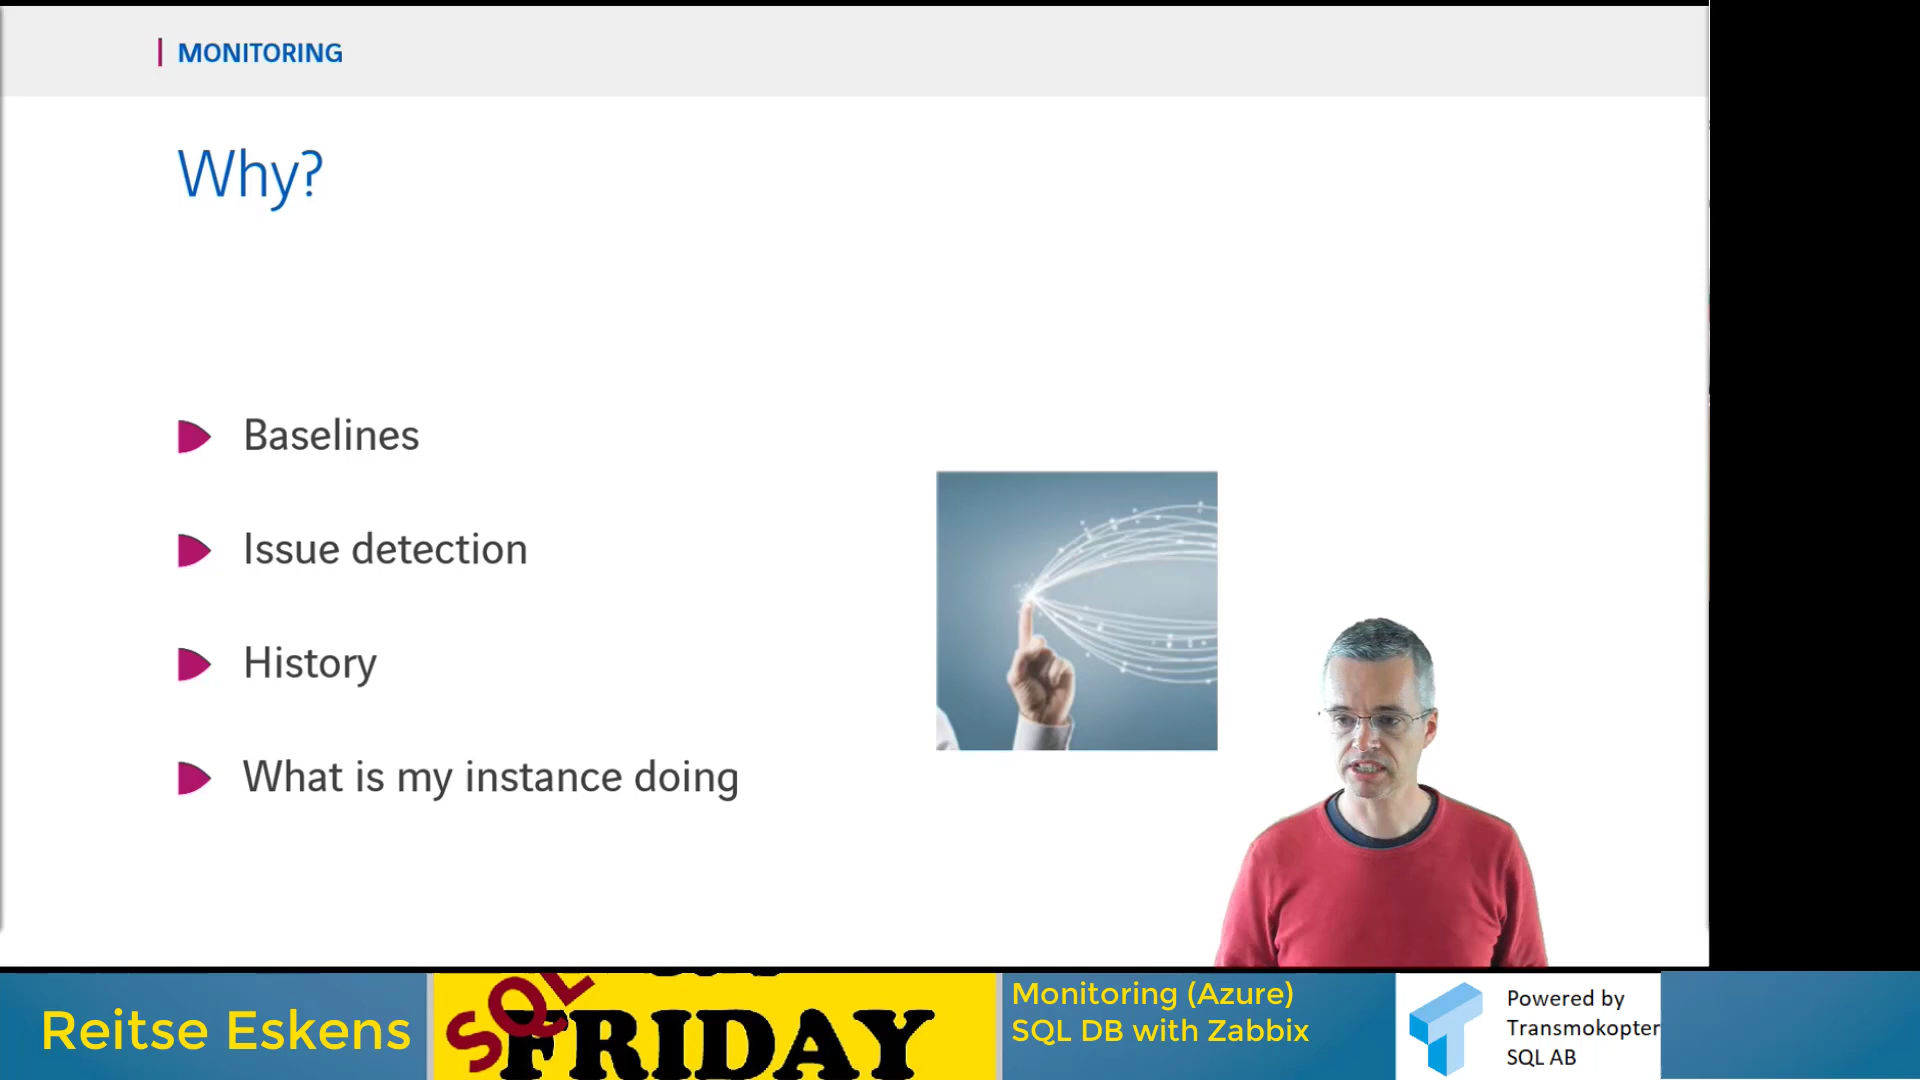 MONITORING
Why?
Baselines
Issue detection
History
What is my instance doing
Reitse Eskens
SQL
FRIDAY
Monitoring (Azure)
SQL DB with Zabbix
Powered by
Transmokopter
SQL AB